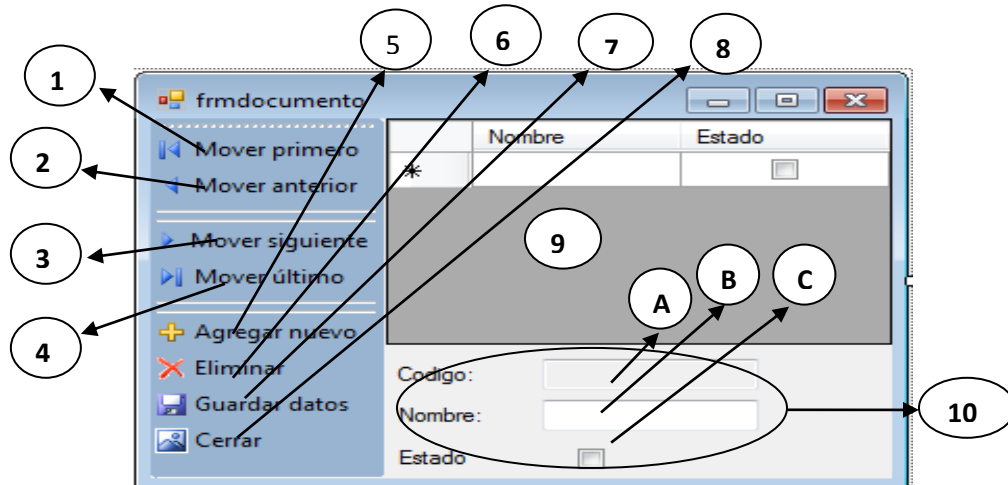 5 6 7 8
1
frmdocumento
Nombre Estado
Mover primero
2
Mover anterior
9
3
Mover siguiente
A B C
Mover último
4
Agregar nuevo
Eliminar
Codigo:
Guardar datos
Nombre:
10
Cerrar
Estado